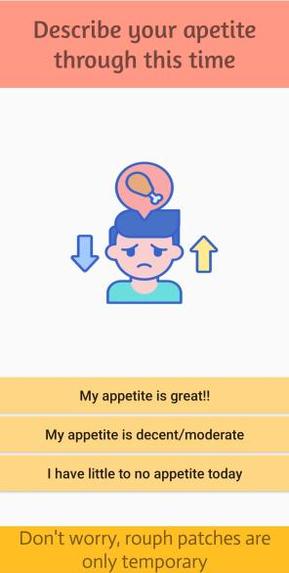 Describe your apetite
through this time
My appetite is great!!
My appetite is decent/moderate
I have little to no appetite today
Don't worry, rouph patches are
only temporary